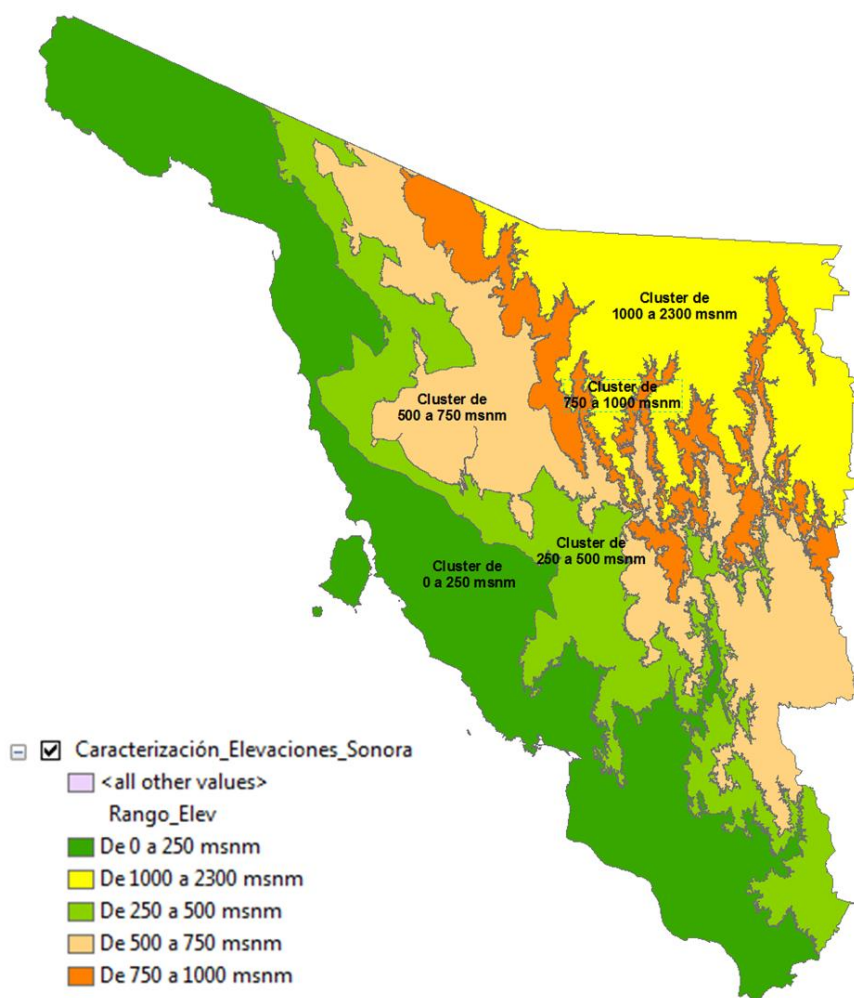 Cluster de
1000 a 2300 msnm
Cluster de
750 a 1000 msnm
Cluster de
500 a 750 msnm
Cluster de
250 a 500 msnm
Cluster de
0 a 250 msnm
Caracterización_Elevaciones_Sonora
<all other values>
Rango_Elev
De 0 a 250 msnm
De 1000 a 2300 msnm
De 250 a 500 msnm
De 500 a 750 msnm
De 750 a 1000 msnm